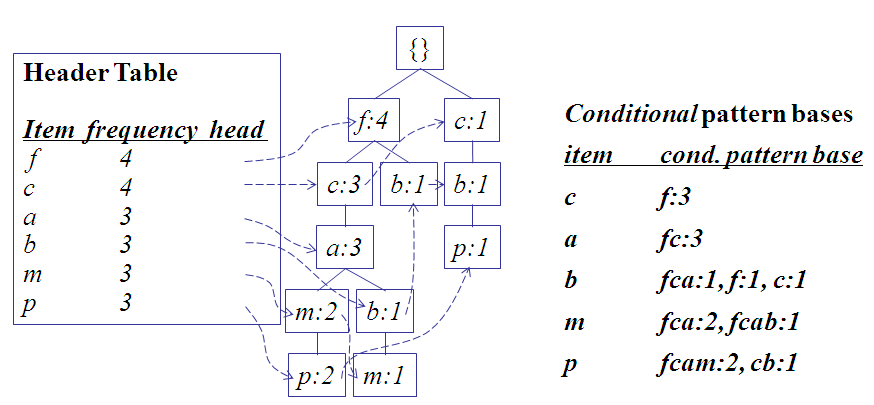 Header Table
Item frequency head
f 4
c 4
a 3
b 3
m 3
p 3
{}
f:4 c:1
c:3 b:1 b:1
a:3 p:1
m:2 b:1
p:2 m:1
Conditional pattern bases
item cond. pattern base
c f:3
a fc:3
b fca:1, f:1, c:1
m fca:2, fcab:1
p fcam:2, cb:1